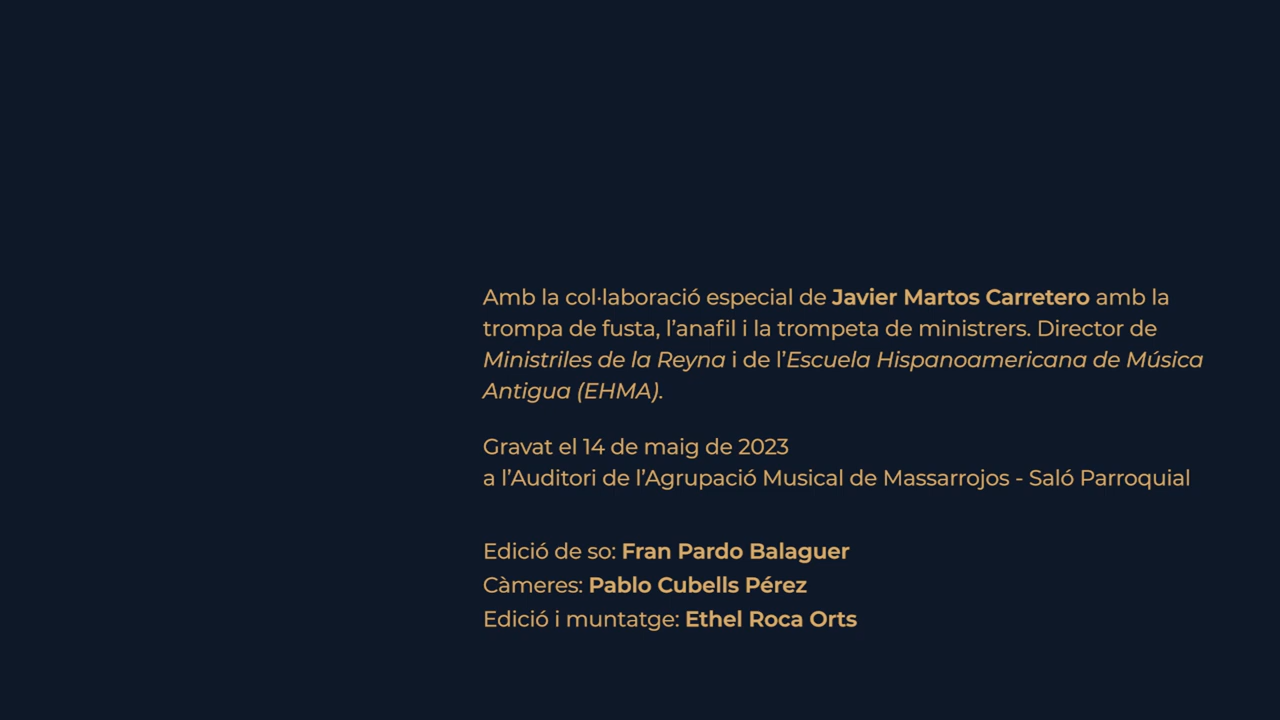 Amb la col·laboració especial de Javier Martos Carretero amb la
trompa de fusta, l’anafil i la trompeta de ministrers. Director de
Ministriles de la Reyna i de l’Escuela Hispanoamericana de Música
Antigua (EHMA).
Gravat el 14 de maig de 2023
a l’Auditori de l’Agrupació Musical de Massarrojos - Saló Parroquial
Edició de so: Fran Pardo Balaguer
Càmeres: Pablo Cubells Pérez
Edició i muntatge: Ethel Roca Orts